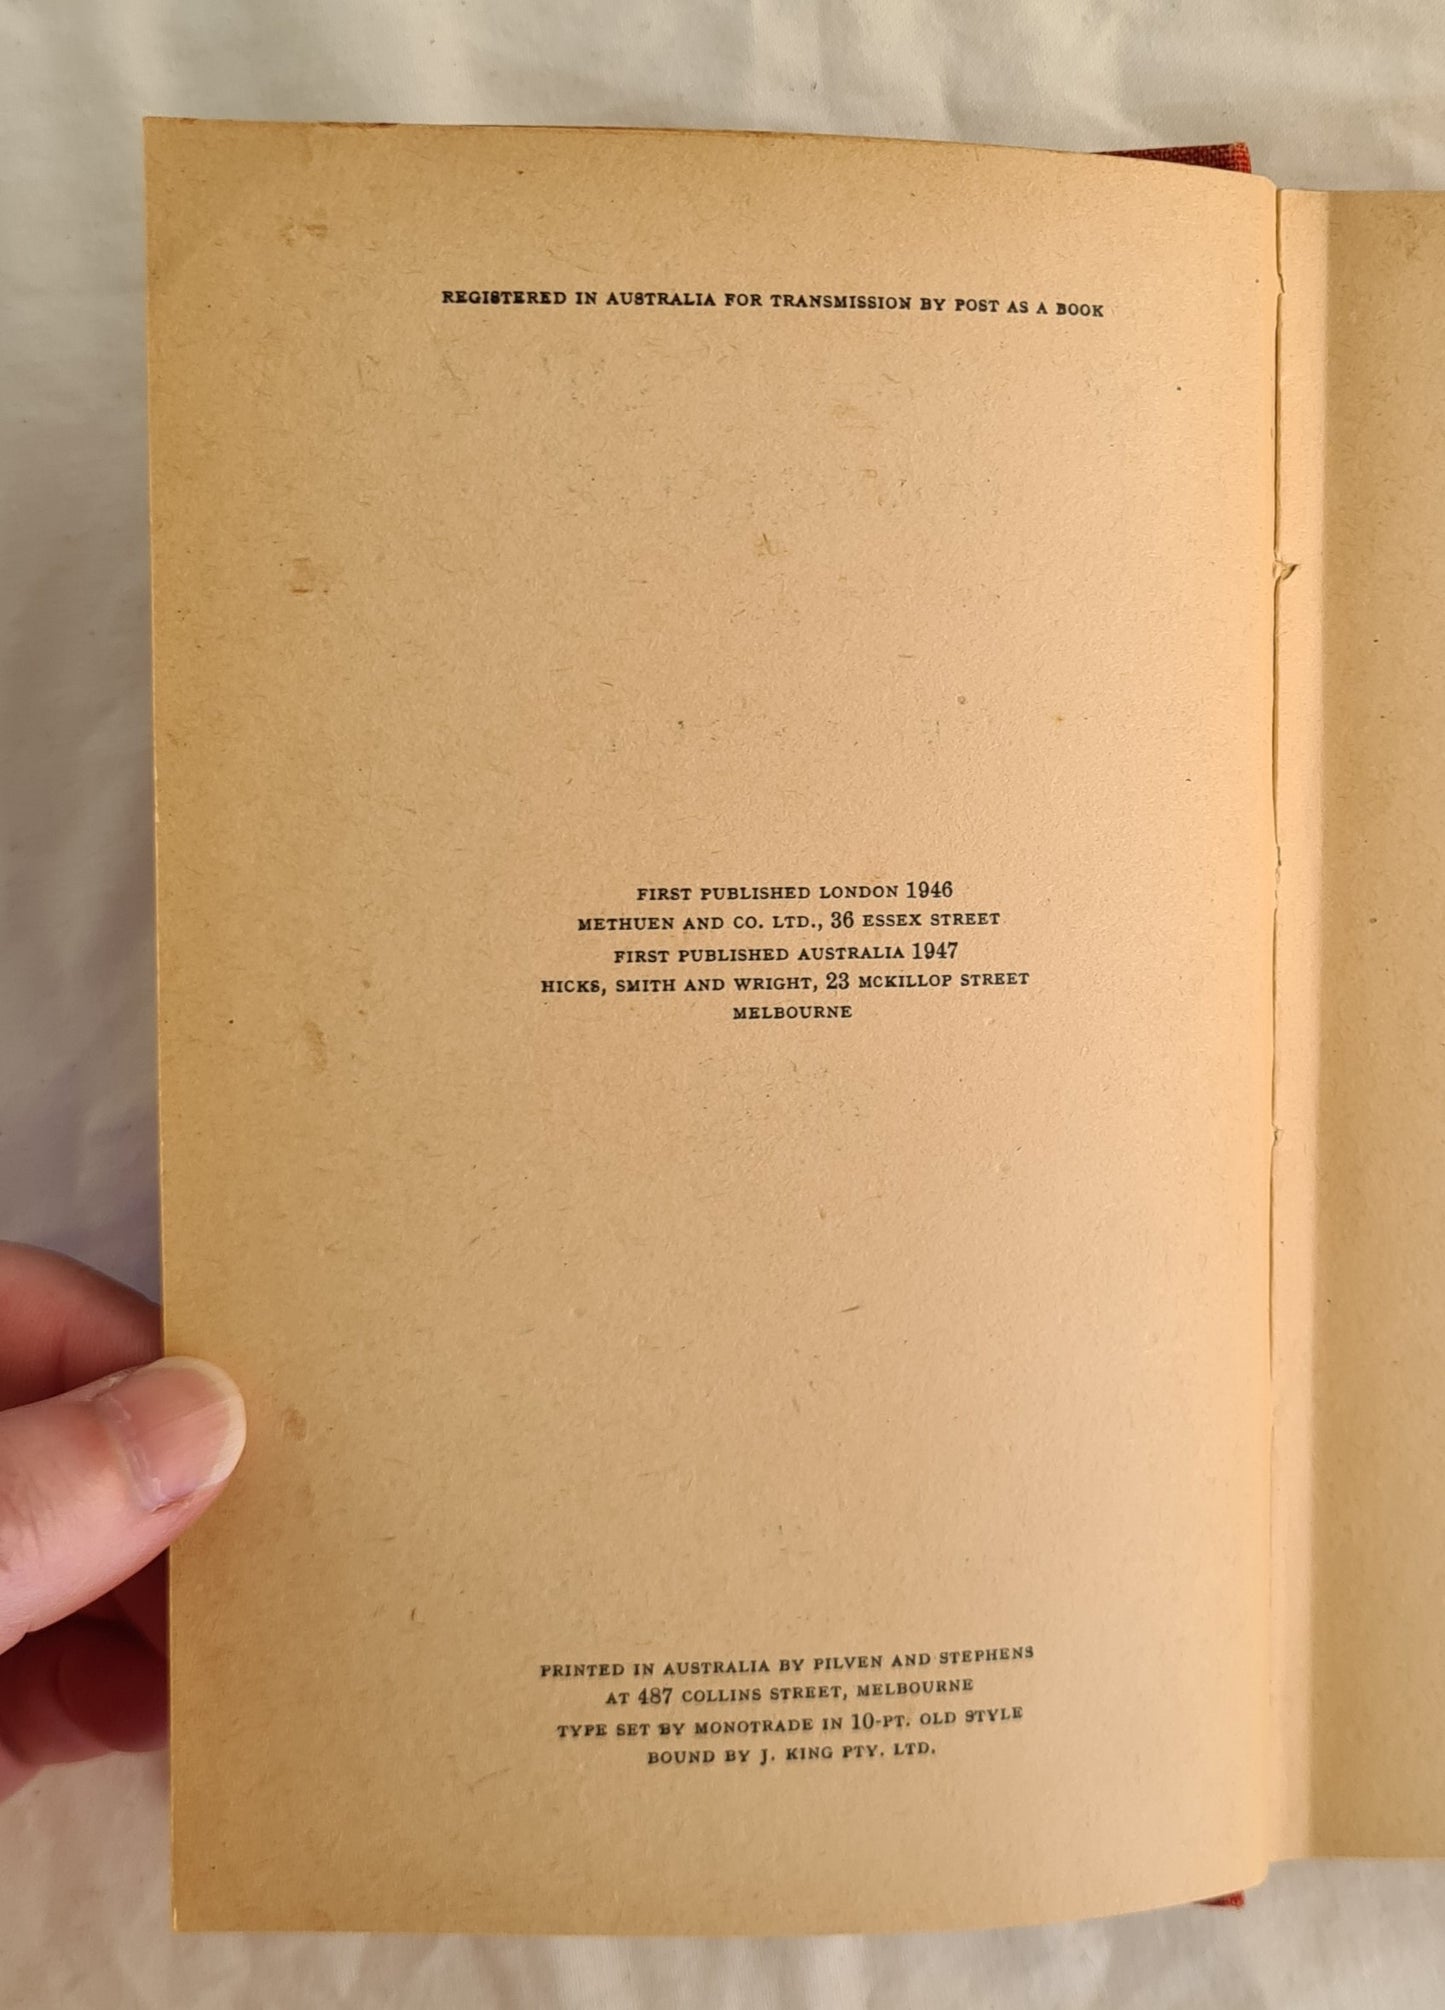 REGISTERED IN AUSTRALIA FOR TRANSMISSION BY POST AS A BOOK
FIRST PUBLISHED LONDON 1946
METHUEN AND CO. LTD., 36 ESSEX STREET
FIRST PUBLISHED AUSTRALIA 1947
HICKS, SMITH AND WRIGHT, 23 MCKILLOP STREET
MELBOURNE
PRINTED IN AUSTRALIA BY PILVEN AND STEPHENS
AT 487 COLLINS STREET, MELBOURNE
TYPE SET BY MONOTRADE IN 10-PT. OLD STYLE
BOUND BY J. KING PTY. LTD.